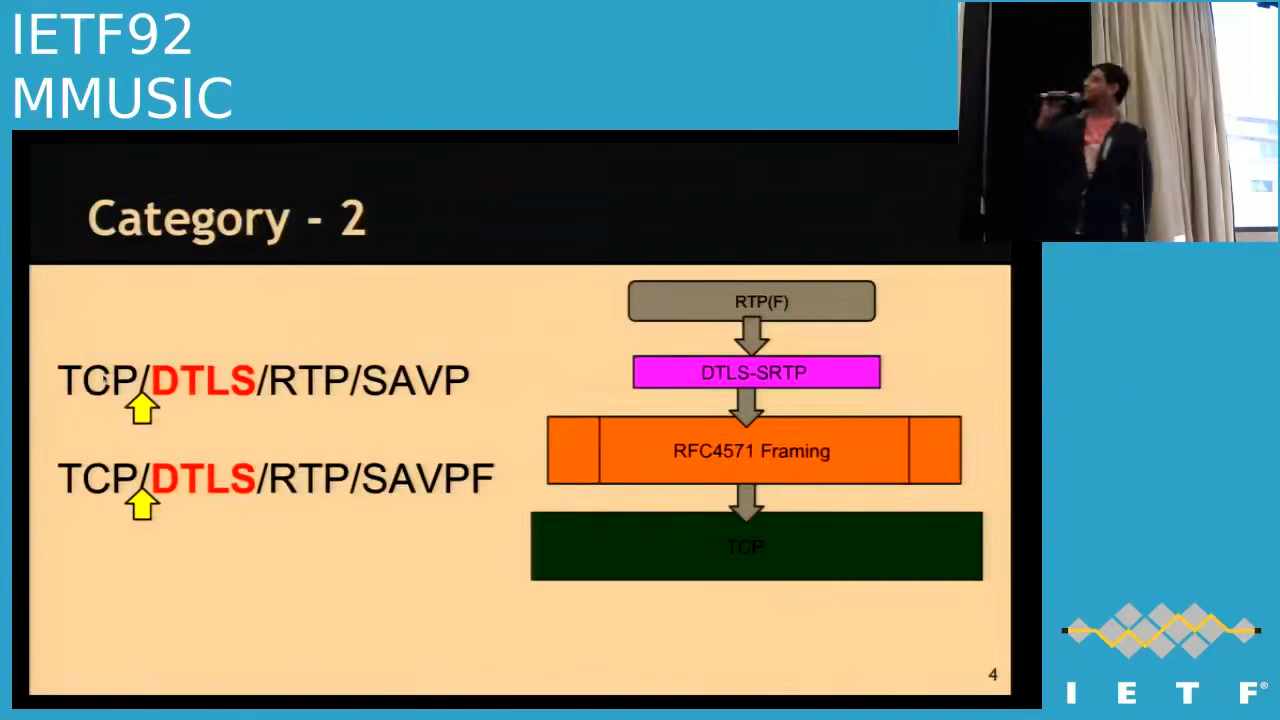 IETF92
MMUSIC
Category - 2
TCP/DTLS/RTP/SAVP
TCP/DTLS/RTP/SAVPF
RTP(F)
DTLS-SRTP
RFC4571 Framing
TCP
4
I E T F®